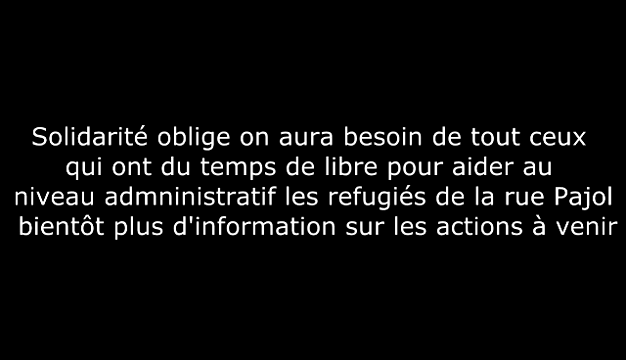 Solidarité oblige on aura besoin de tout ceux
qui ont du temps de libre pour aider au
niveau admninistratif les refugiés de la rue Pajol
bientôt plus d'information sur les actions à venir